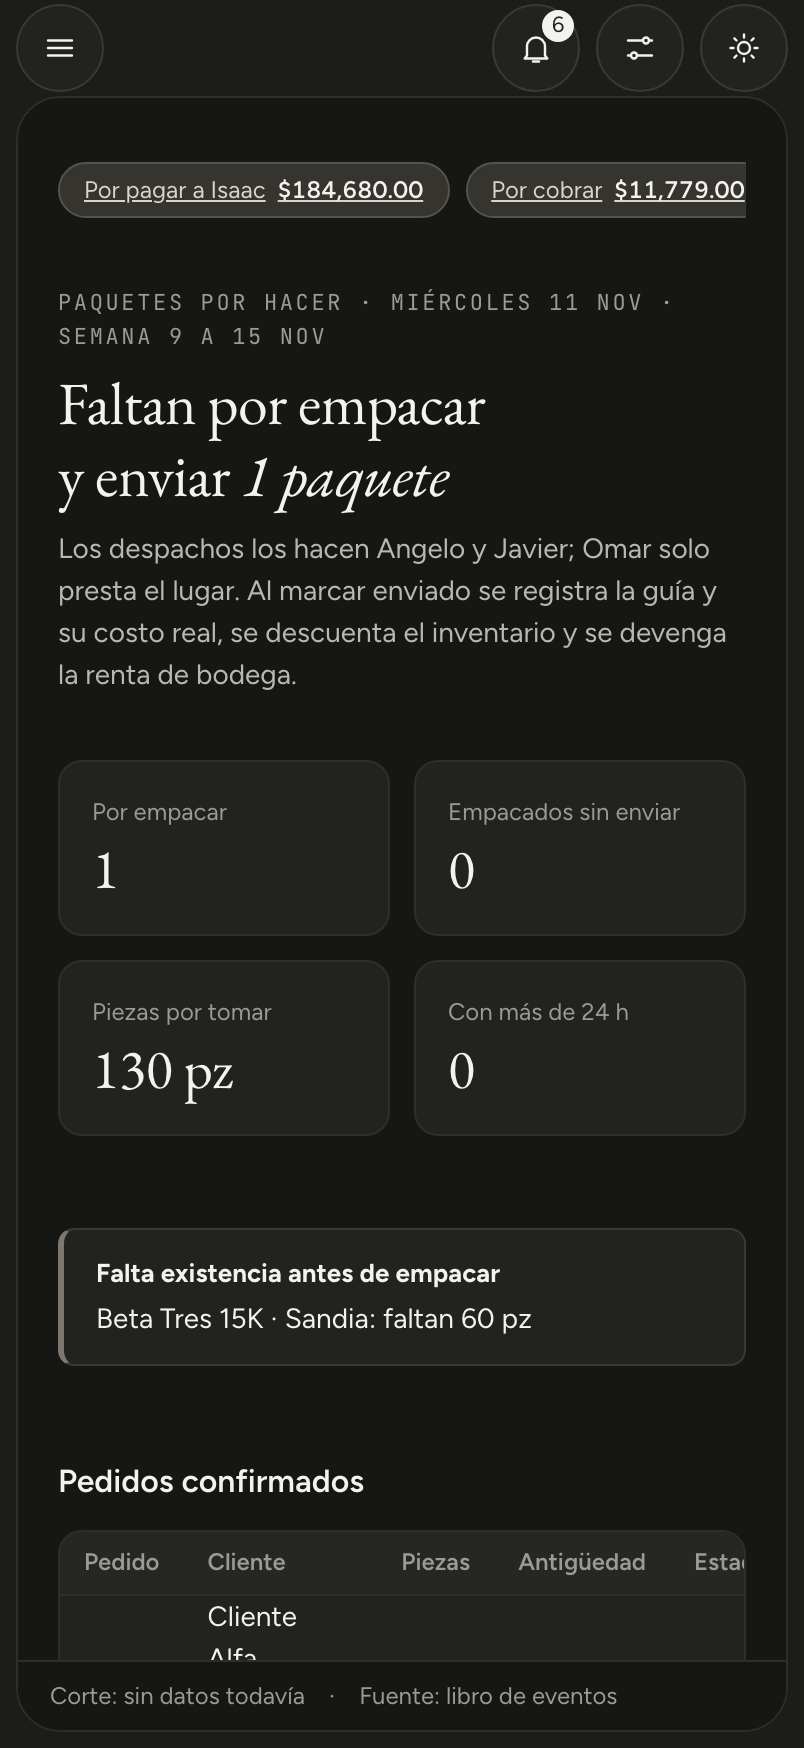 6
Por pagar a Isaac $184,680.00
Por cobrar $11,779.00
PAQUETES POR HACER · MIÉRCOLES 11 NOV ·
SEMANA 9 A 15 NOV
Faltan por empacar
y enviar 1 paquete
Los despachos los hacen Angelo y Javier; Omar solo
presta el lugar. Al marcar enviado se registra la guía y
su costo real, se descuenta el inventario y se devenga
la renta de bodega.
Por empacar
1
Empacados sin enviar
0
Piezas por tomar
130 pz
Con más de 24 h
0
Falta existencia antes de empacar
Beta Tres 15K · Sandia: faltan 60 pz
Pedidos confirmados
Pedido Cliente Piezas Antigüedad
Cliente
Alfa
Corte: sin datos todavía · Fuente: libro de eventos